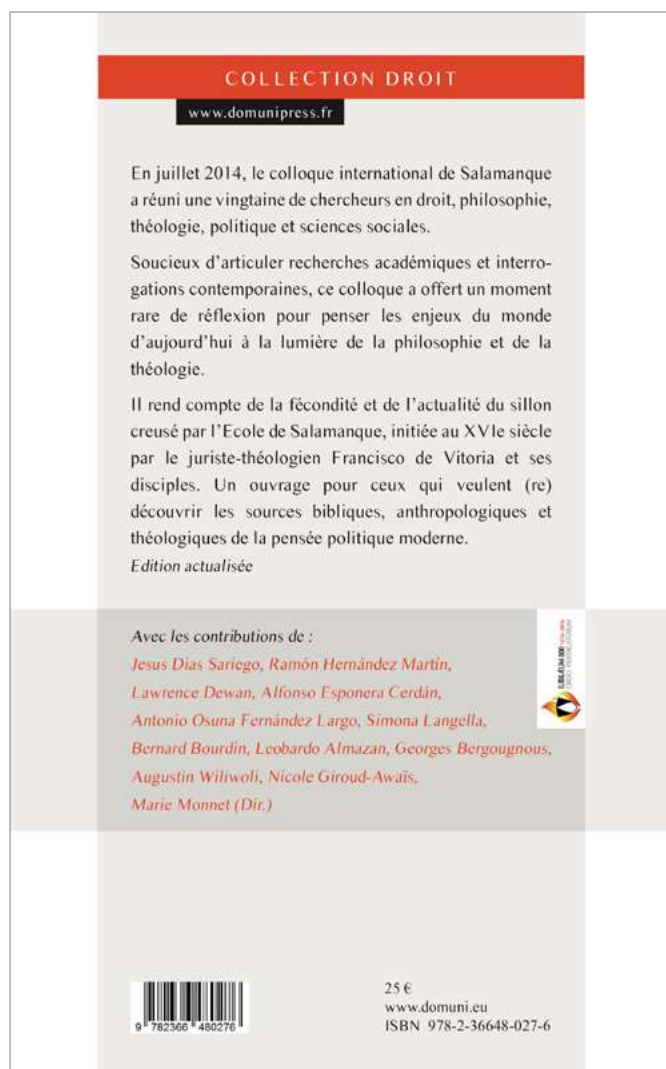 COLLECTION DROIT
www.domunipress.fr
En juillet 2014, le colloque international de Salamanque
a réuni une vingtaine de chercheurs en droit, philosophie,
théologie, politique et sciences sociales.
Soucieux d'articuler recherches académiques et interro-
gations contemporaines, ce colloque a offert un moment
rare de réflexion pour penser les enjeux du monde
d'aujourd'hui à la lumière de la philosophie et de la
théologie.
Il rend compte de la fécondité et de l'actualité du sillon
creusé par l'Ecole de Salamanque, initiée au XVIe siècle
par le juriste-théologien Francisco de Vitoria et ses
disciples. Un ouvrage pour ceux qui veulent (re)
découvrir les sources bibliques, anthropologiques et
théologiques de la pensée politique moderne.
Edition actualisée
Avec les contributions de :
Jesus Dias Sariego, Ramón Hernández Martín,
Lawrence Dewan, Alfonso Esponera Cerdán,
Antonio Osuna Fernández Largo, Simona Langella,
Bernard Bourdin, Leobardo Almazan, Georges Bergougnous,
Augustin Wiliwoli, Nicole Giroud-Awaïs,
Marie Monnet (Dir.)
25 €
www.domuni.eu
ISBN 978-2-36648-027-6
9 782366 480276